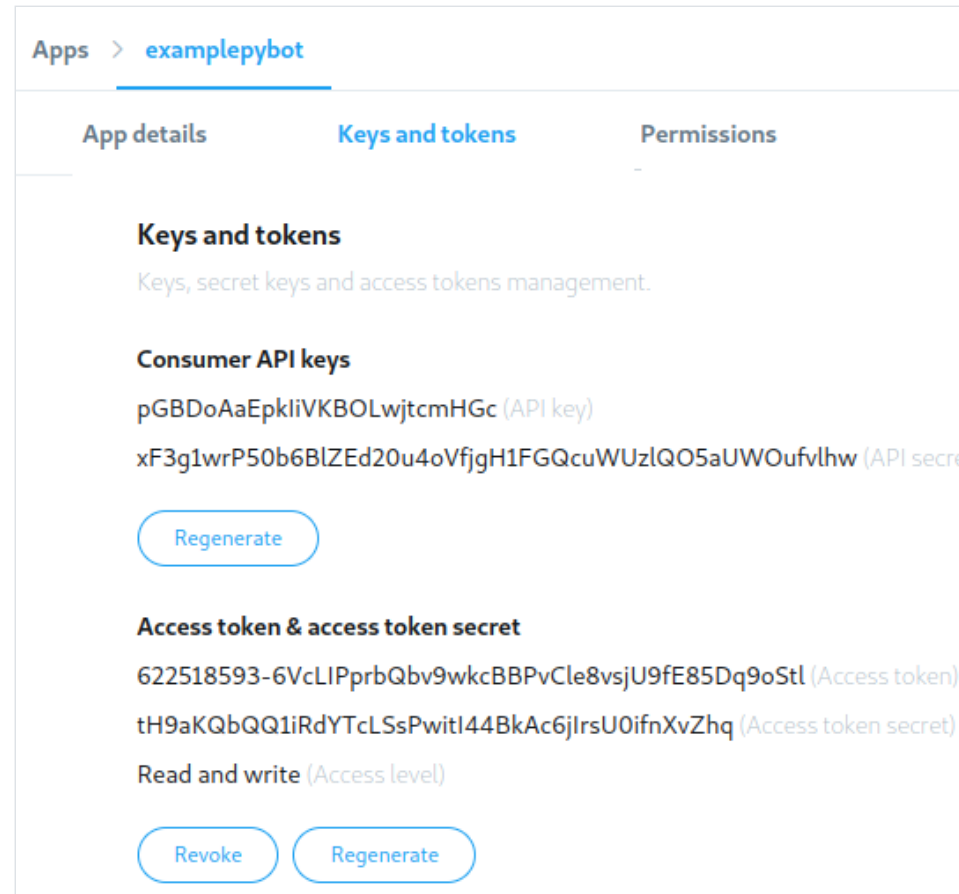 Apps > examplepybot
App details Keys and tokens Permissions
Keys and tokens
Keys, secret keys and access tokens management.
Consumer API keys
pGBDoAaEpkliVKBOLwjtcmHGc (API key)
xF3g1wrP50b6BlZEd20u4oVfjgH1FGQcuWUzlQO5aUWOufvlhw (API secre
Regenerate
Access token & access token secret
622518593-6VcLIPprbQbv9wkcBBPvCle8vsjU9fE85Dq9oStl (Access token)
tH9aKQbQQ1iRdYTcLSsPwitI44BkAc6jIrsU0ifnXvZhq (Access token secret)
Read and write (Access level)
Revoke Regenerate